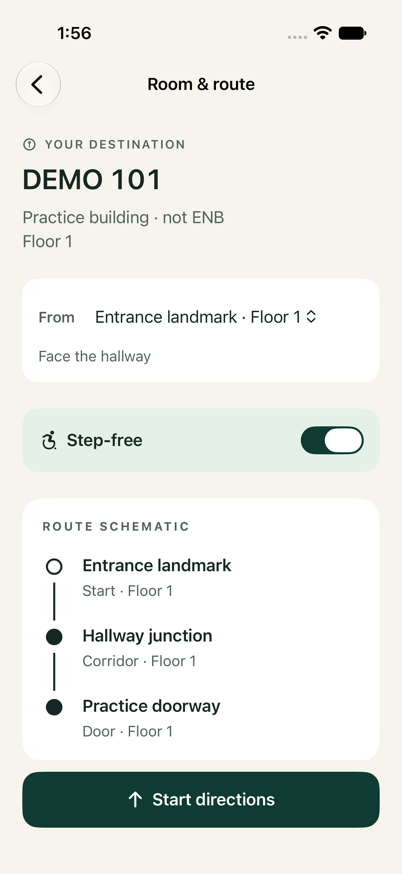 1:56
Room & route
YOUR DESTINATION
DEMO 101
Practice building · not ENB
Floor 1
From Entrance landmark · Floor 1
Face the hallway
Step-free
ROUTE SCHEMATIC
Entrance landmark
Start · Floor 1
Hallway junction
Corridor · Floor 1
Practice doorway
Door · Floor 1
Start directions